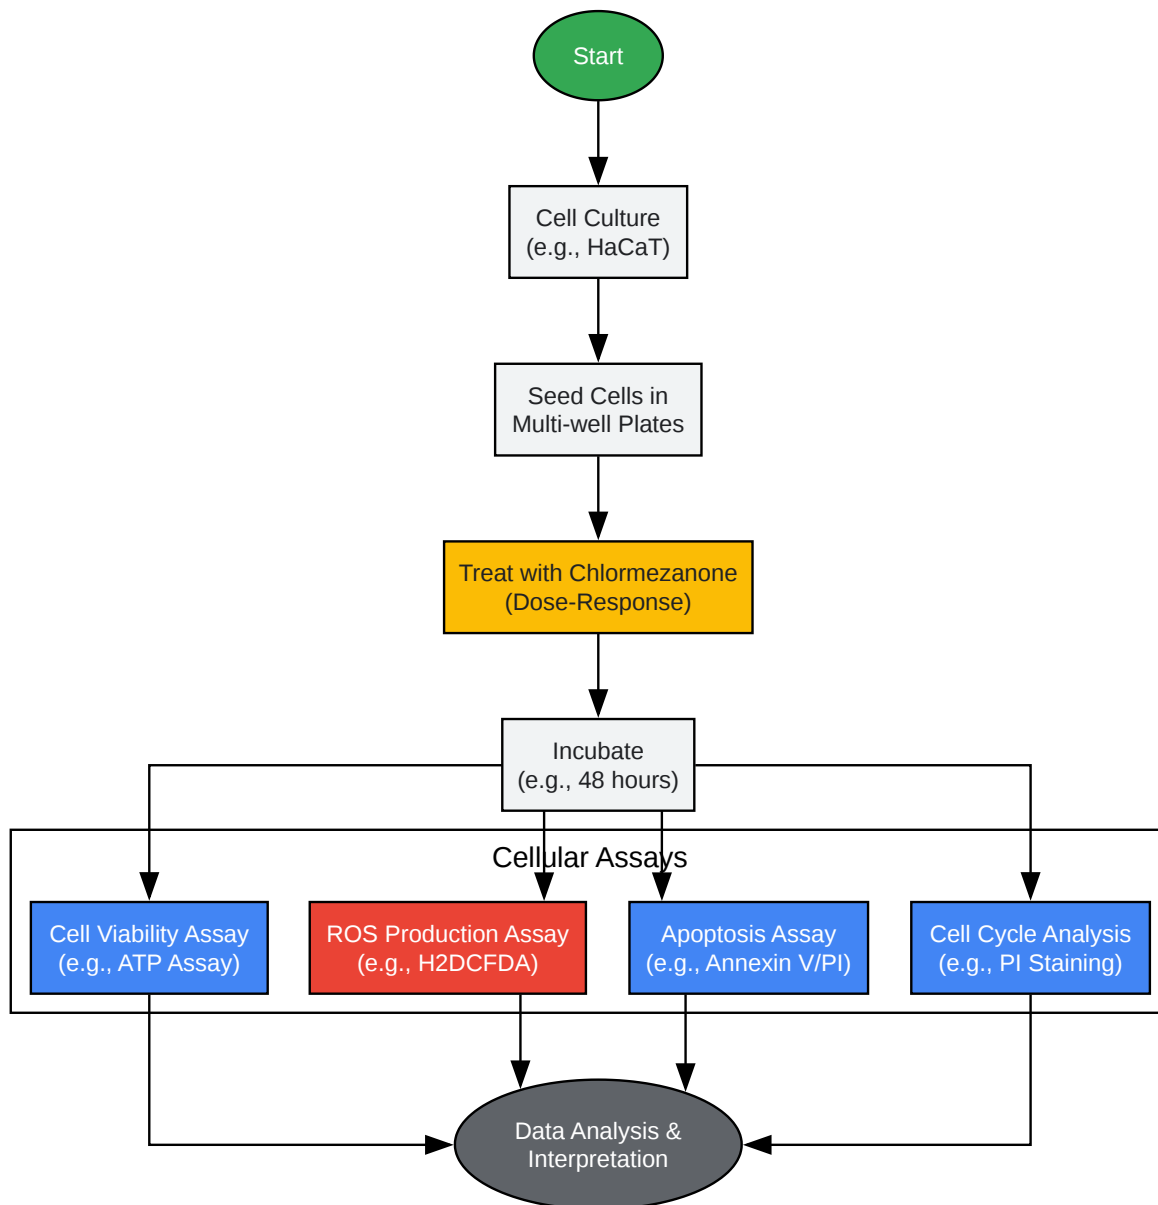 Start
Cell Culture
(e.g., HaCaT)
Seed Cells in
Multi-well Plates
Treat with Chlormezanone
(Dose-Response)
Incubate
(e.g., 48 hours)
Cellular Assays
Cell Viability Assay
(e.g., ATP Assay)
ROS Production Assay
(e.g., H2DCFDA)
Apoptosis Assay
(e.g., Annexin V/PI)
Cell Cycle Analysis
(e.g., PI Staining)
Data Analysis &
Interpretation